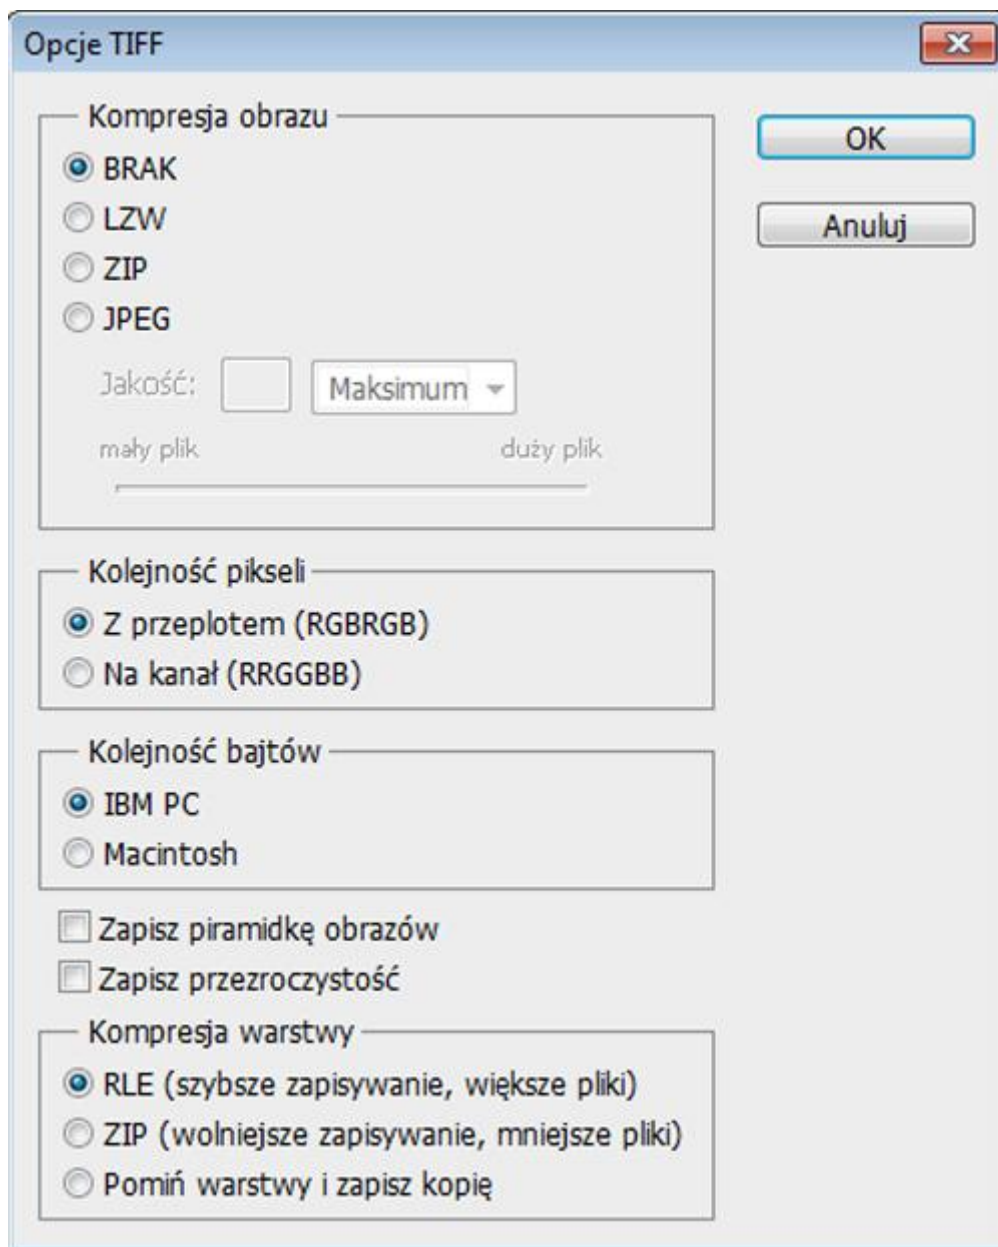 Opcje TIFF
Kompresja obrazu
BRAK
LZW
ZIP
JPEG
Jakość:
Maksimum
mały plik
duży plik
OK
Anuluj
Kolejność pikseli
Z przeplotem (RGBRGB)
Na kanał (RRGGBB)
Kolejność bajtów
IBM PC
Macintosh
Zapisz piramidkę obrazów
Zapisz przezroczystość
Kompresja warstwy
RLE (szybsze zapisywanie, większe pliki)
ZIP (wolniejsze zapisywanie, mniejsze pliki)
Pomiń warstwy i zapisz kopię